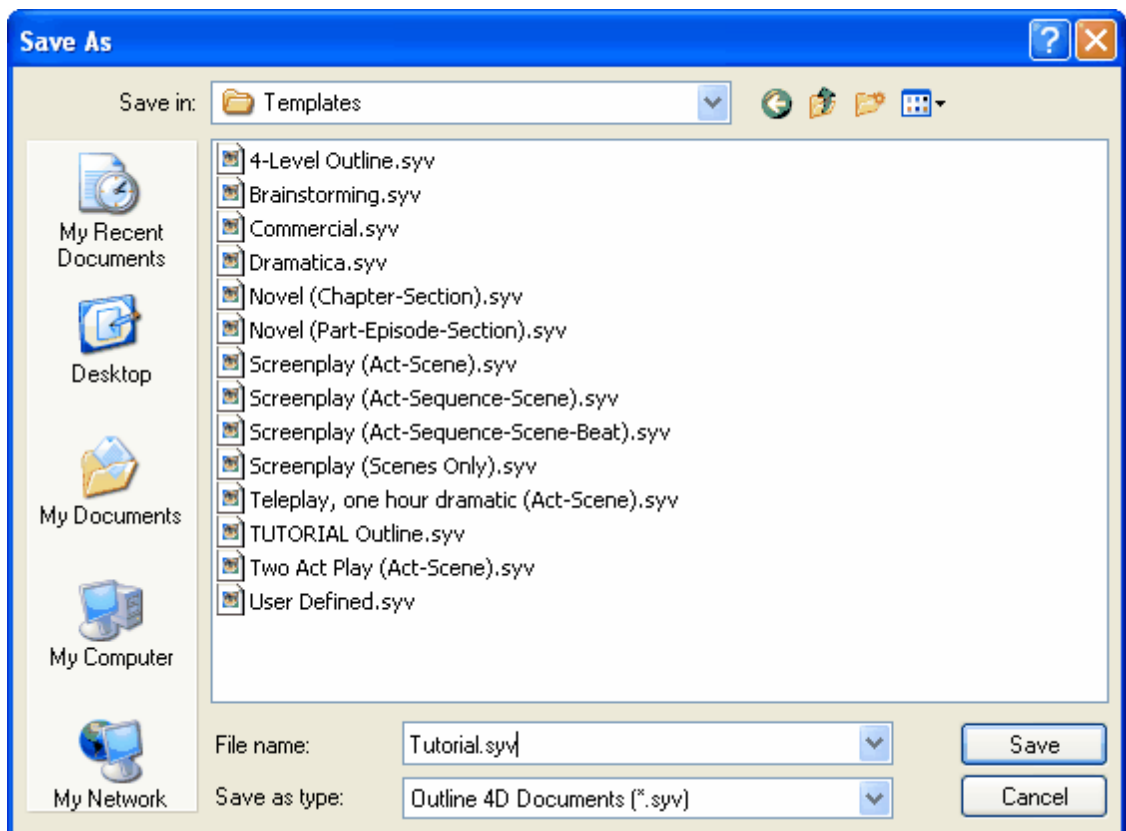 Save As
Save in:
Templates
My Recent
Documents
Desktop
My Documents
My Computer
My Network
4-Level Outline.syv
Brainstorming.syv
Commercial.syv
Dramatica.syv
Novel (Chapter-Section).syv
Novel (Part-Episode-Section).syv
Screenplay (Act-Scene).syv
Screenplay (Act-Sequence-Scene).syv
Screenplay (Act-Sequence-Scene-Beat).syv
Screenplay (Scenes Only).syv
Teleplay, one hour dramatic (Act-Scene).syv
TUTORIAL Outline.syv
Two Act Play (Act-Scene).syv
User Defined.syv
File name:
Tutorial.syv
Save
Save as type:
Outline 4D Documents (*.syv)
Cancel